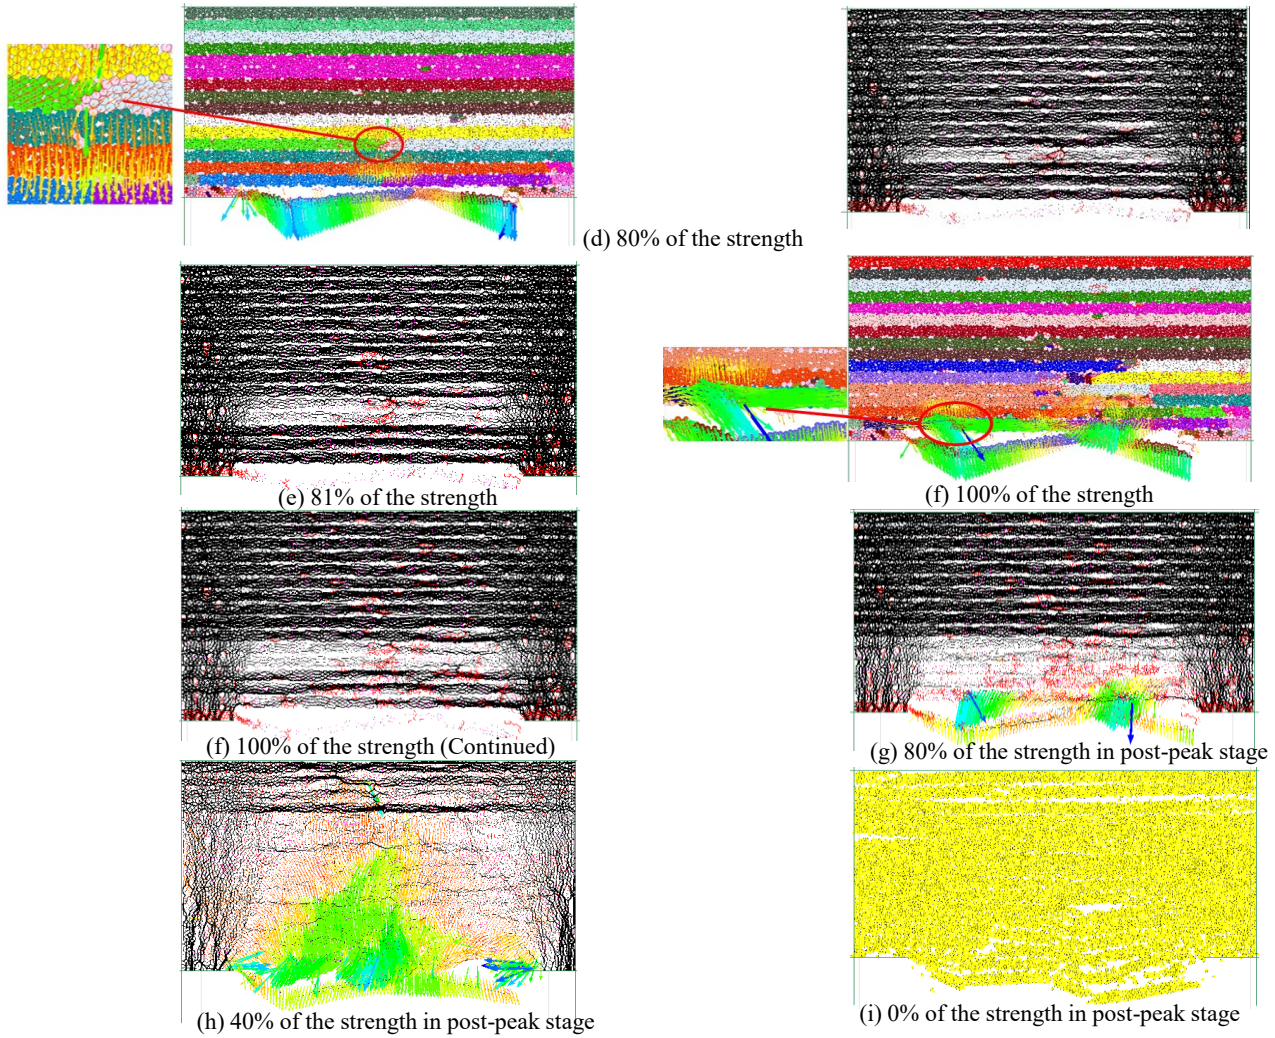 (d) 80% of the strength
(e) 81% of the strength
(f) 100% of the strength
(f) 100% of the strength (Continued)
(g) 80% of the strength in post-peak stage
(h) 40% of the strength in post-peak stage
(i) 0% of the strength in post-peak stage